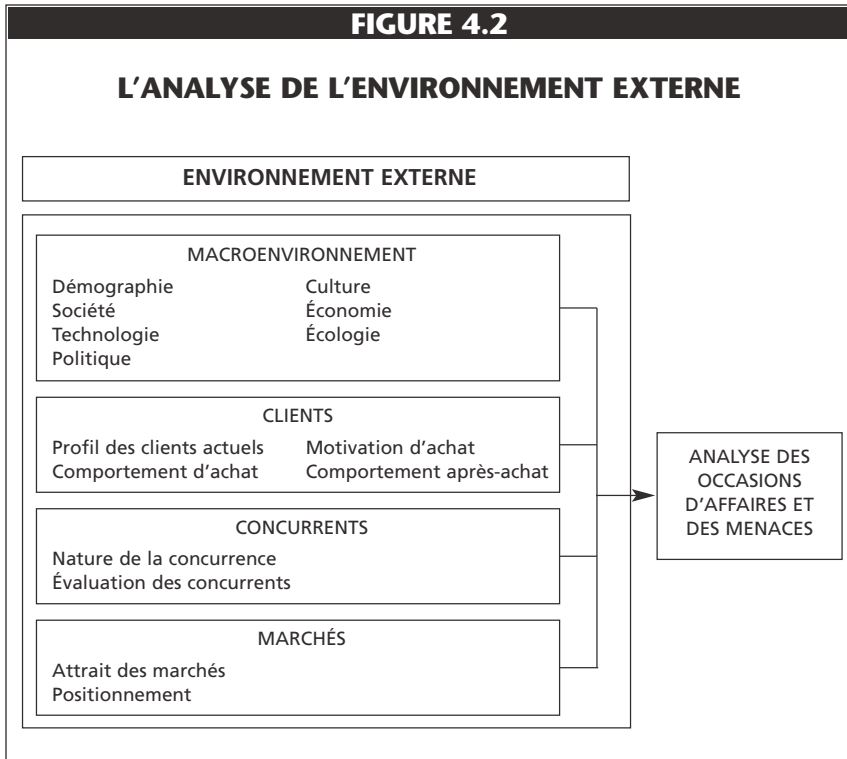 FIGURE 4.2
L'ANALYSE DE L'ENVIRONNEMENT EXTERNE
ENVIRONNEMENT EXTERNE
MACROENVIRONNEMENT
Démographie Culture
Société Économie
Technologie Écologie
Politique
CLIENTS
Profil des clients actuels Motivation d'achat
Comportement d'achat Comportement après-achat
CONCURRENTS
Nature de la concurrence
Évaluation des concurrents
MARCHÉS
Attrait des marchés
Positionnement
ANALYSE DES
OCCASIONS
D'AFFAIRES ET
DES MENACES